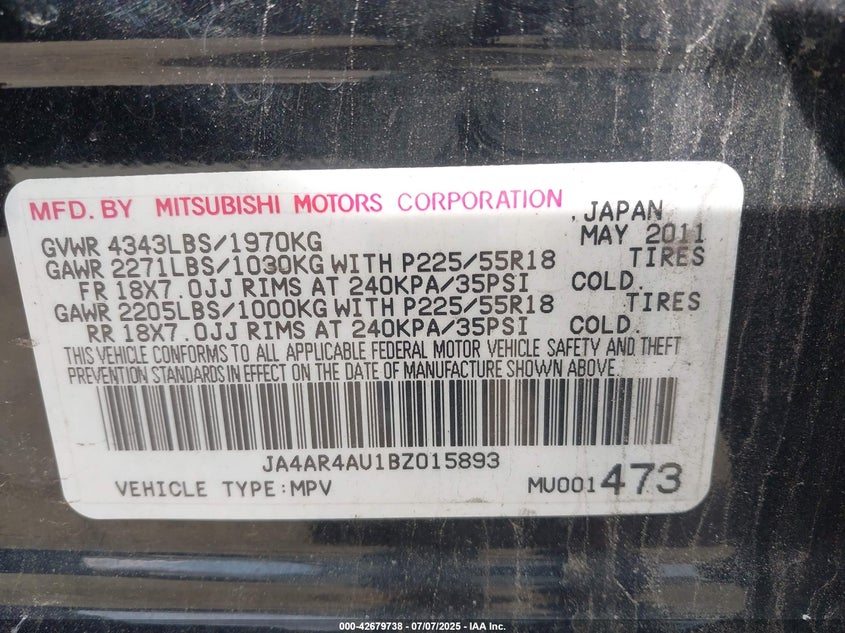 MFD. BY MITSUBISHI MOTORS CORPORATION , JAPAN
GVWR 4343LBS/1970KG MAY 2011
GAWR 2271LBS/1030KG WITH P225/55R18 TIRES
FR 18X7.0JJ RIMS AT 240KPA/35PSI COLD.
GAWR 2205LBS/1000KG WITH P225/55R18 TIRES
RR 18X7.0JJ RIMS AT 240KPA/35PSI COLD.
THIS VEHICLE CONFORMS TO ALL APPLICABLE FEDERAL MOTOR VEHICLE SAFETY AND THEFT
PREVENTION STANDARDS IN EFFECT ON THE DATE OF MANUFACTURE SHOWN ABOVE.
JA4AR4AU1BZ015893
VEHICLE TYPE:MPV MU001473
000-42679738 - 07/07/2025 - IAA Inc.